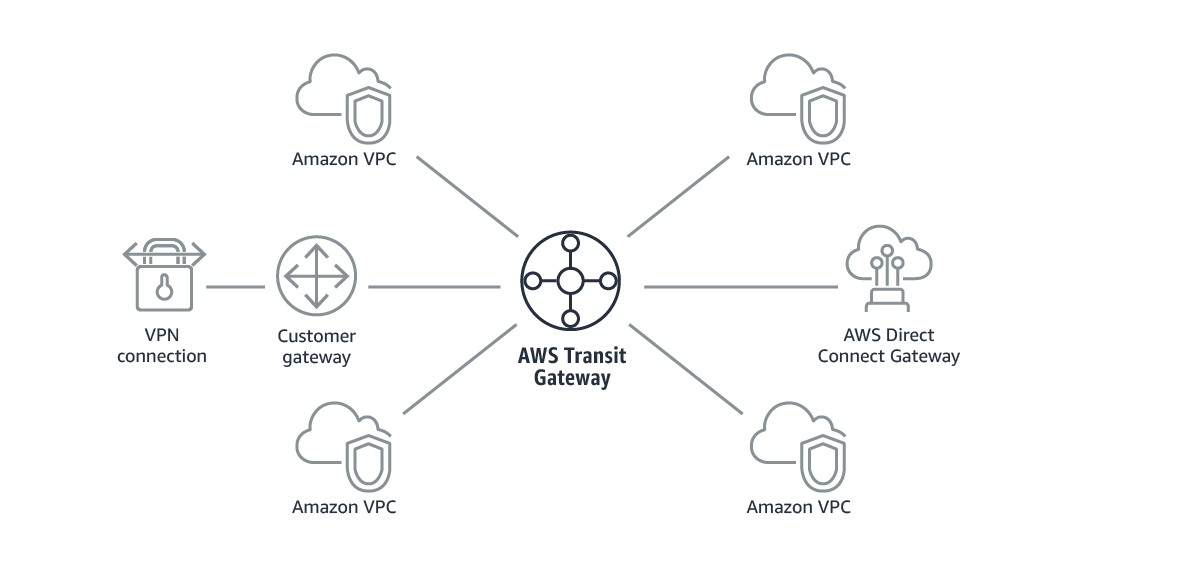 Amazon VPC
Amazon VPC
VPN
connection
Customer
gateway
AWS Transit
Gateway
AWS Direct
Connect Gateway
Amazon VPC
Amazon VPC